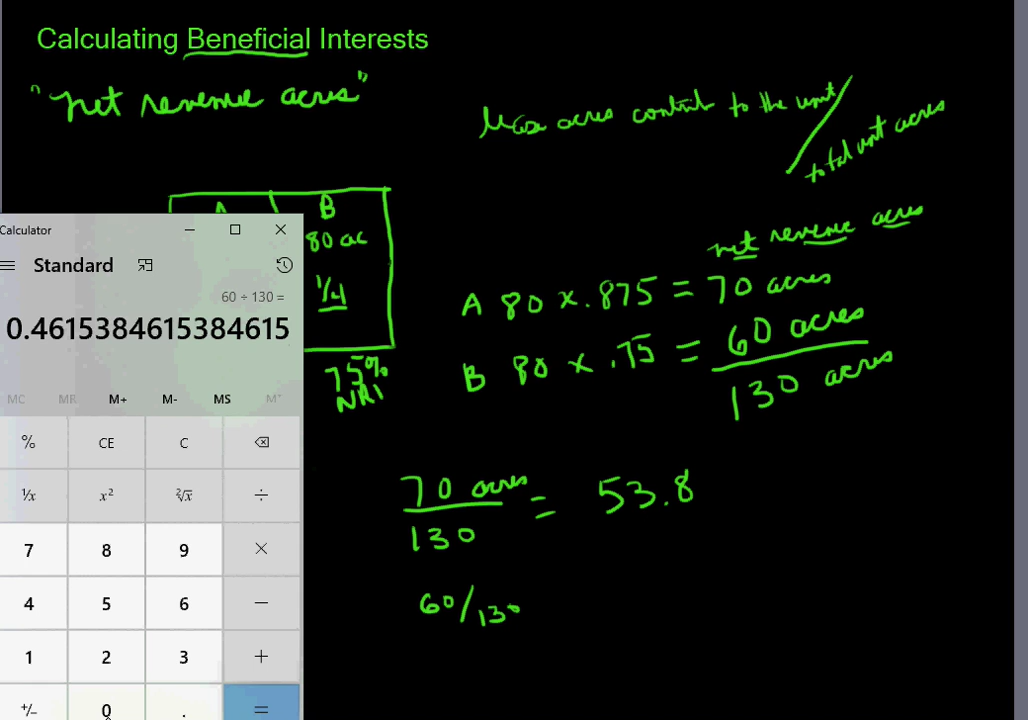 Calculating Beneficial Interests
"net revenue acres"
acres contrib to the unit /
total unit acres
A B
80 ac
1/4
75%
NRI
net revenue acres
A 80 x .875 = 70 acres
B 80 x .75 = 60 acres
130 acres
70 acres = 53.8
130
60/130
Calculator
Standard
60 ÷ 130 =
0.4615384615384615
MC MR M+ M- MS M˅
% CE C
¹/x x² ²√x ÷
7 8 9 ×
4 5 6 −
1 2 3 +
+/− 0 . =